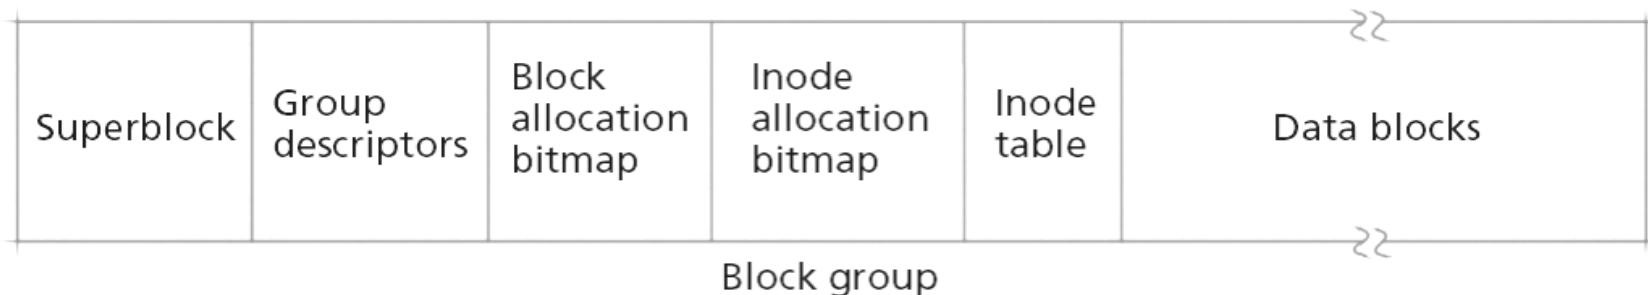 Superblock
Group
descriptors
Block
allocation
bitmap
Inode
allocation
bitmap
Inode
table
Data blocks
Block group